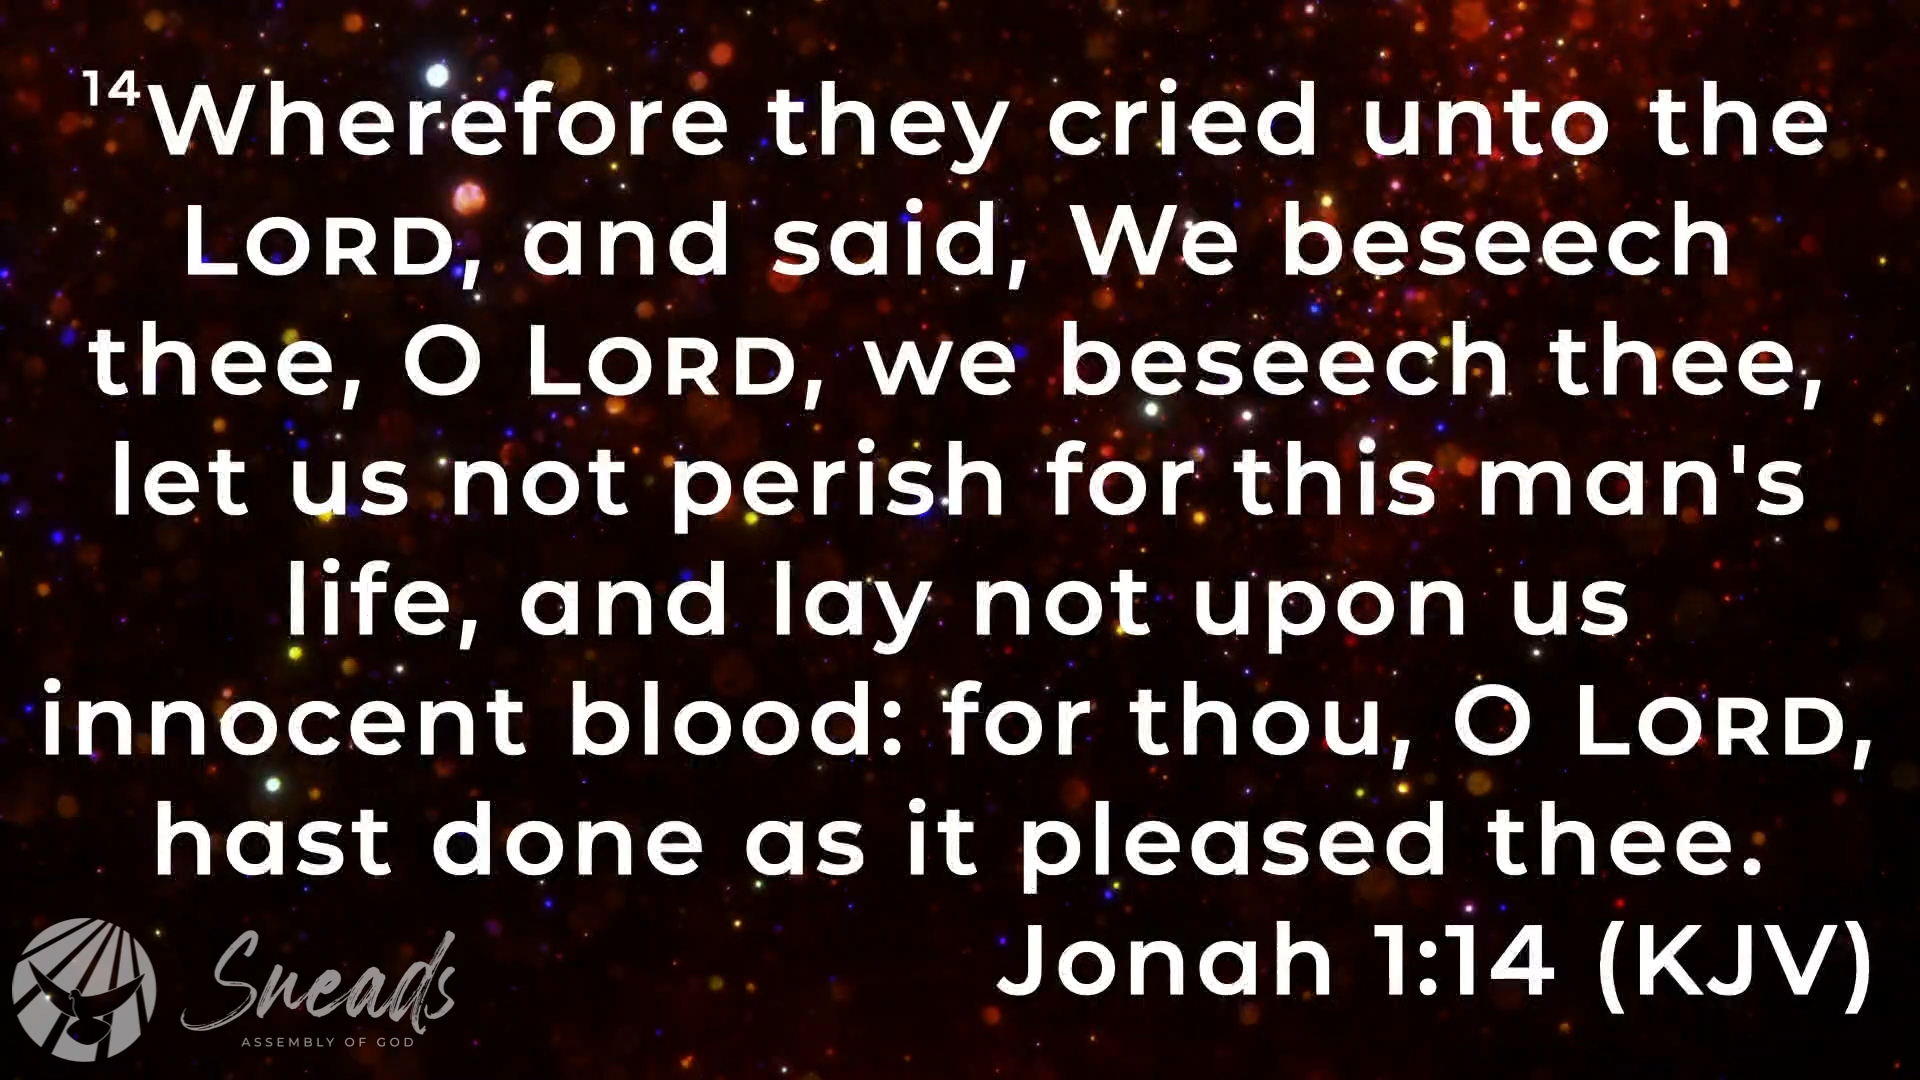 14Wherefore they cried unto the
LORD, and said, We beseech
thee, O LORD, we beseech thee,
let us not perish for this man's
life, and lay not upon us
innocent blood: for thou, O LORD,
hast done as it pleased thee.
Jonah 1:14 (KJV)
Sneads
ASSEMBLY OF GOD